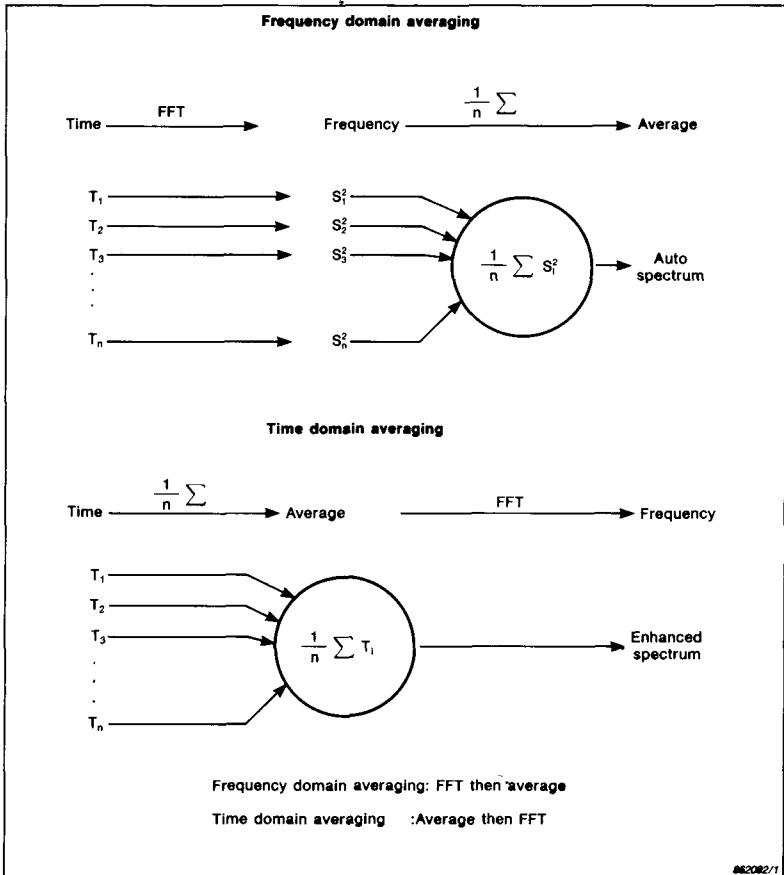 Frequency domain averaging
Time FFT Frequency 1/n ∑ Average
T₁ S₁²
T₂ S₂²
T₃ S₃²
.
.
.
Tₙ Sₙ²
1/n ∑ Sᵢ²
Auto
spectrum
Time domain averaging
Time 1/n ∑ Average FFT Frequency
T₁
T₂
T₃
.
.
.
Tₙ
1/n ∑ Tᵢ
Enhanced
spectrum
Frequency domain averaging: FFT then average
Time domain averaging :Average then FFT
862082/1